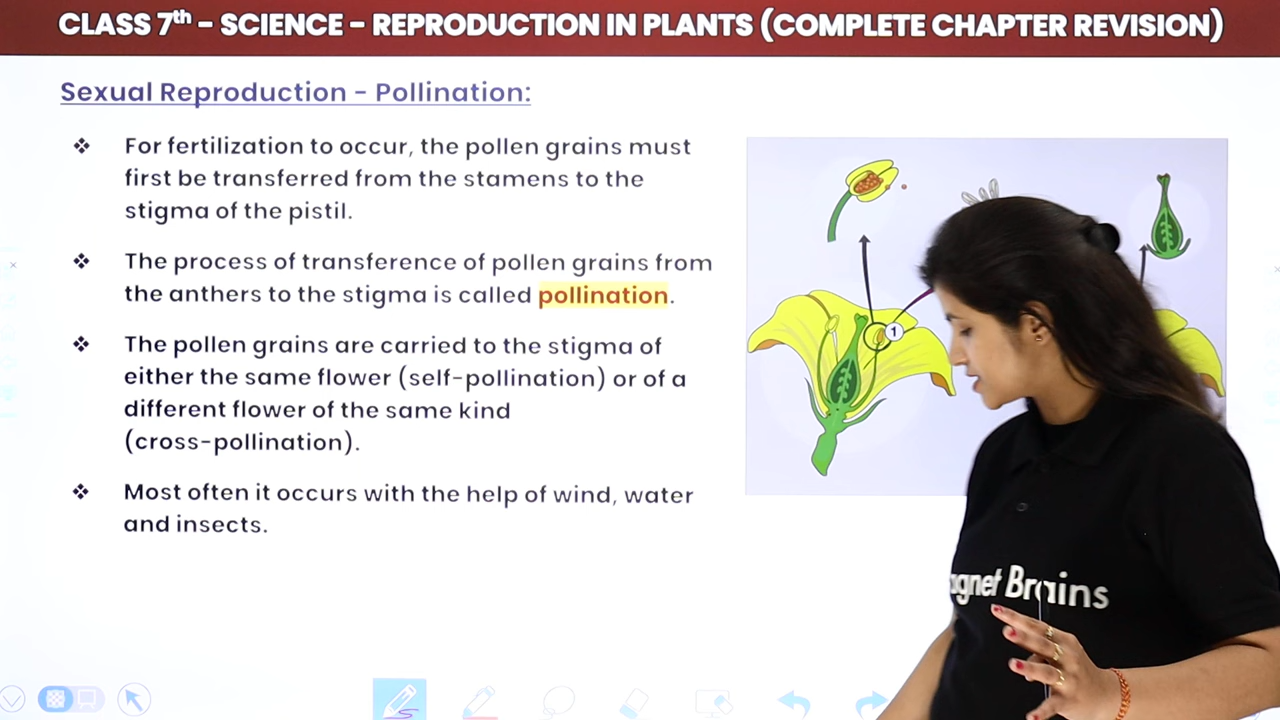 CLASS 7th – SCIENCE – REPRODUCTION IN PLANTS (COMPLETE CHAPTER REVISION)
Sexual Reproduction – Pollination:
❖ For fertilization to occur, the pollen grains must
first be transferred from the stamens to the
stigma of the pistil.
❖ The process of transference of pollen grains from
the anthers to the stigma is called pollination.
❖ The pollen grains are carried to the stigma of
either the same flower (self-pollination) or of a
different flower of the same kind
(cross-pollination).
❖ Most often it occurs with the help of wind, water
and insects.
1
Brains